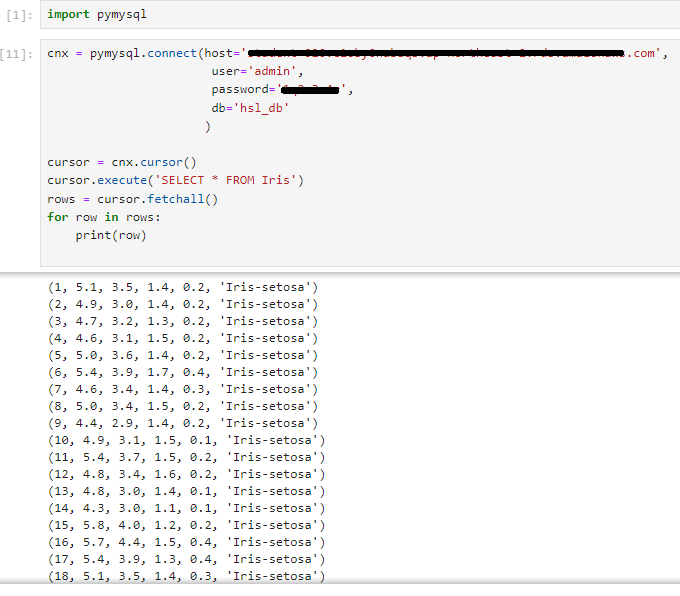 [1]: import pymysql
[11]: cnx = pymysql.connect(host='.com',
user='admin',
password='',
db='hsl_db'
)
cursor = cnx.cursor()
cursor.execute('SELECT * FROM Iris')
rows = cursor.fetchall()
for row in rows:
print(row)
(1, 5.1, 3.5, 1.4, 0.2, 'Iris-setosa')
(2, 4.9, 3.0, 1.4, 0.2, 'Iris-setosa')
(3, 4.7, 3.2, 1.3, 0.2, 'Iris-setosa')
(4, 4.6, 3.1, 1.5, 0.2, 'Iris-setosa')
(5, 5.0, 3.6, 1.4, 0.2, 'Iris-setosa')
(6, 5.4, 3.9, 1.7, 0.4, 'Iris-setosa')
(7, 4.6, 3.4, 1.4, 0.3, 'Iris-setosa')
(8, 5.0, 3.4, 1.5, 0.2, 'Iris-setosa')
(9, 4.4, 2.9, 1.4, 0.2, 'Iris-setosa')
(10, 4.9, 3.1, 1.5, 0.1, 'Iris-setosa')
(11, 5.4, 3.7, 1.5, 0.2, 'Iris-setosa')
(12, 4.8, 3.4, 1.6, 0.2, 'Iris-setosa')
(13, 4.8, 3.0, 1.4, 0.1, 'Iris-setosa')
(14, 4.3, 3.0, 1.1, 0.1, 'Iris-setosa')
(15, 5.8, 4.0, 1.2, 0.2, 'Iris-setosa')
(16, 5.7, 4.4, 1.5, 0.4, 'Iris-setosa')
(17, 5.4, 3.9, 1.3, 0.4, 'Iris-setosa')
(18, 5.1, 3.5, 1.4, 0.3, 'Iris-setosa')